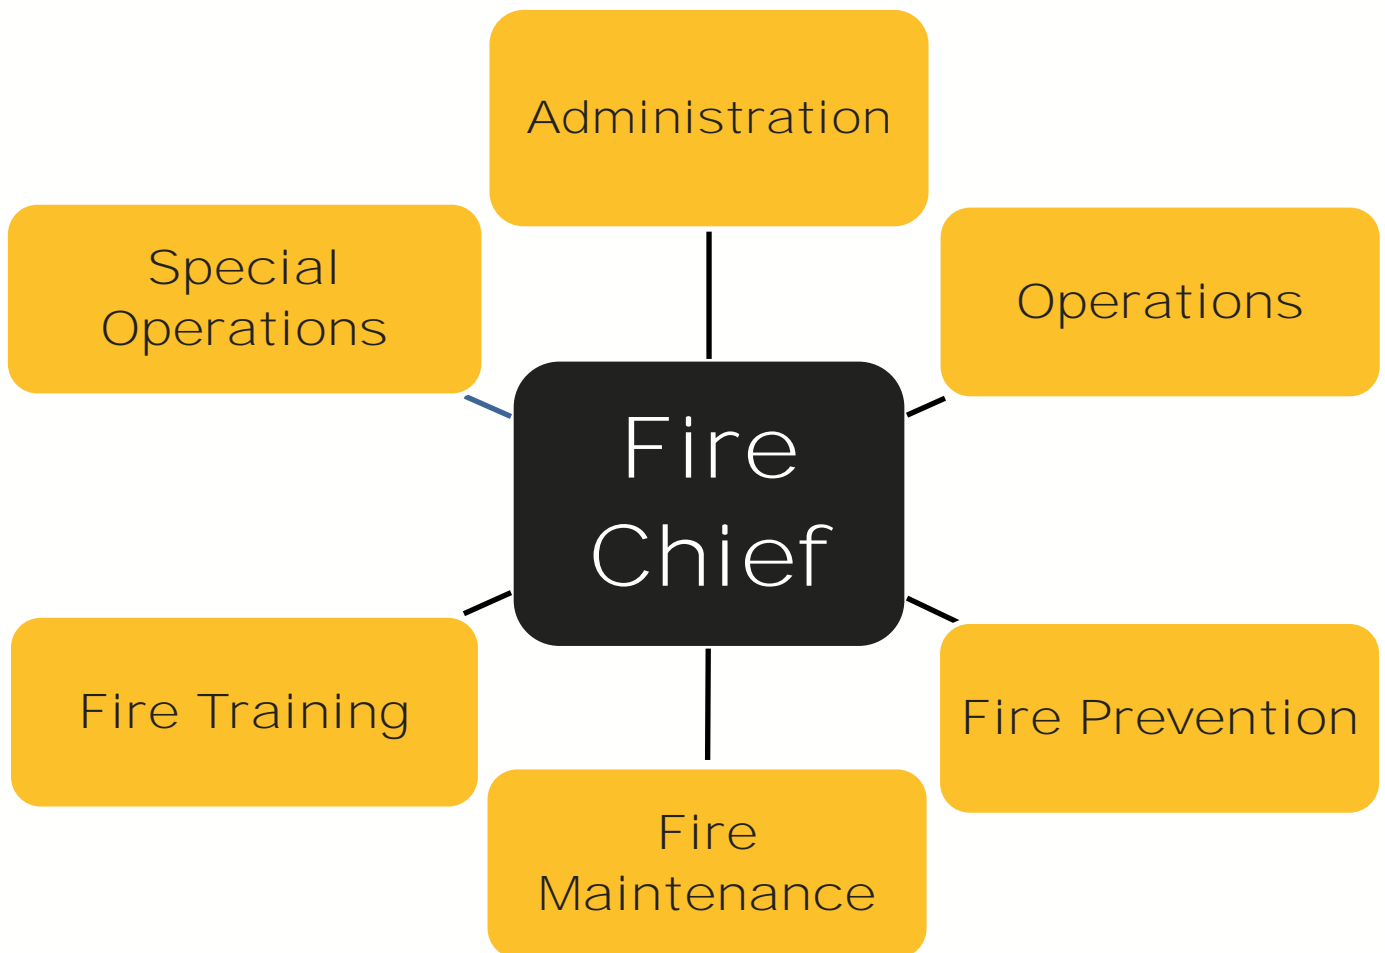 Administration
Special
Operations
Operations
Fire
Chief
Fire Training
Fire Prevention
Fire
Maintenance